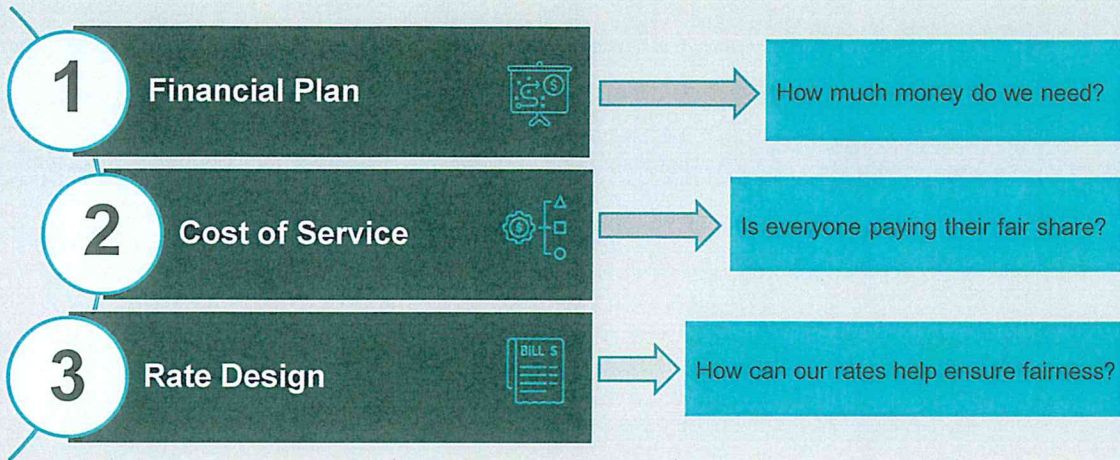 1
Financial Plan
How much money do we need?
2
Cost of Service
Is everyone paying their fair share?
3
Rate Design
BILL $
How can our rates help ensure fairness?